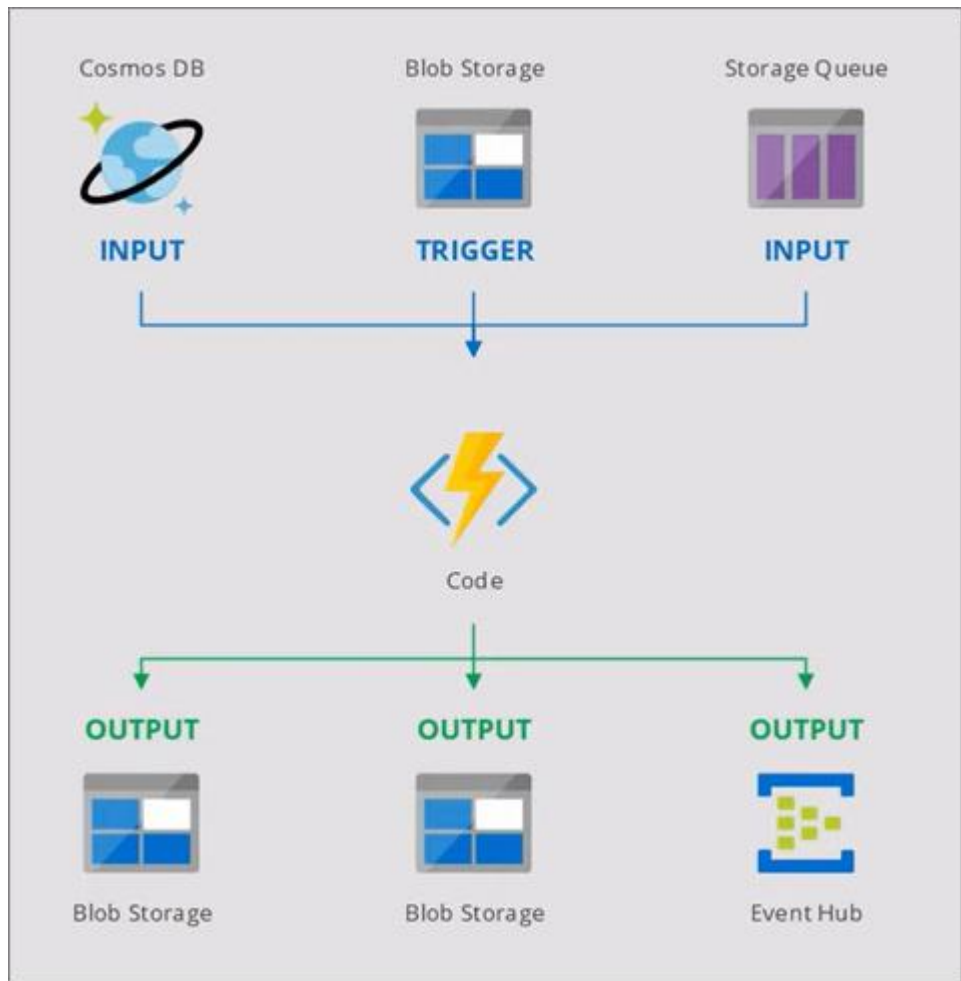 Cosmos DB
Blob Storage
Storage Queue
INPUT
TRIGGER
INPUT
Code
OUTPUT
OUTPUT
OUTPUT
Blob Storage
Blob Storage
Event Hub